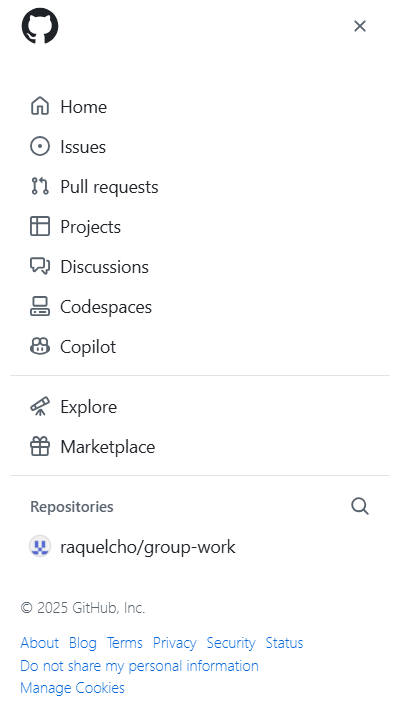 Home
Issues
Pull requests
Projects
Discussions
Codespaces
Copilot
Explore
Marketplace
Repositories
raquelcho/group-work
© 2025 GitHub, Inc.
About Blog Terms Privacy Security Status
Do not share my personal information
Manage Cookies